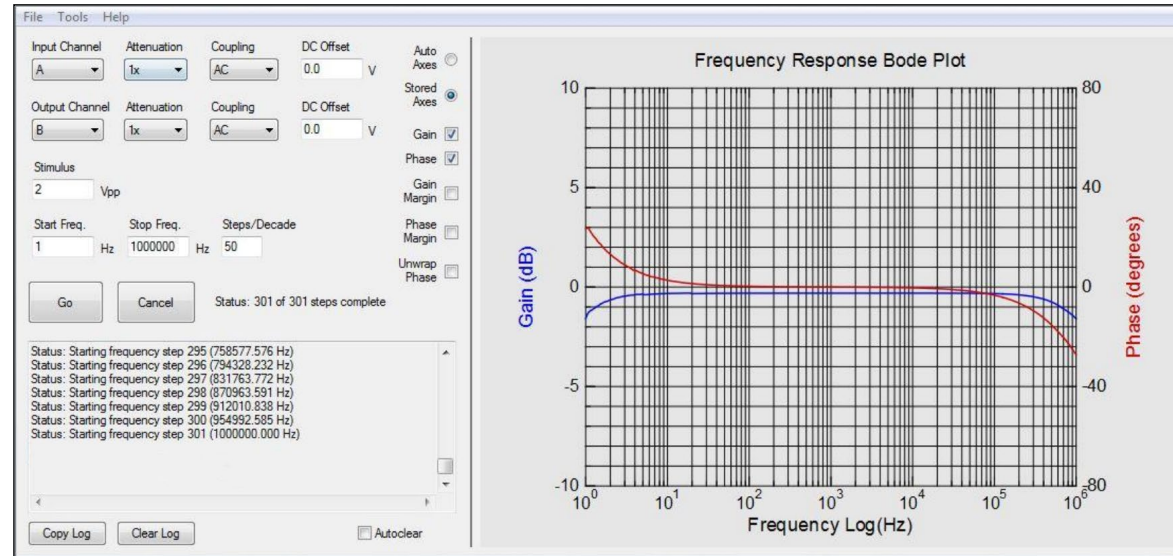 File Tools Help
Input Channel Attenuation Coupling DC Offset
A 1x AC 0.0 V
Output Channel Attenuation Coupling DC Offset
B 1x AC 0.0 V
Stimulus
2 Vpp
Start Freq. Stop Freq. Steps/Decade
1 Hz 1000000 Hz 50
Go Cancel Status: 301 of 301 steps complete
Auto Axes
Stored Axes
Gain
Phase
Gain Margin
Phase Margin
Unwrap Phase
Status: Starting frequency step 295 (758577.576 Hz)
Status: Starting frequency step 296 (794328.232 Hz)
Status: Starting frequency step 297 (831763.772 Hz)
Status: Starting frequency step 298 (870963.591 Hz)
Status: Starting frequency step 299 (912010.838 Hz)
Status: Starting frequency step 300 (954992.585 Hz)
Status: Starting frequency step 301 (1000000.000 Hz)
Copy Log Clear Log Autoclear
Frequency Response Bode Plot
10 80
5 40
0 0
-5 -40
-10 -80
Gain (dB)
Phase (degrees)
10⁰ 10¹ 10² 10³ 10⁴ 10⁵ 10⁶
Frequency Log(Hz)